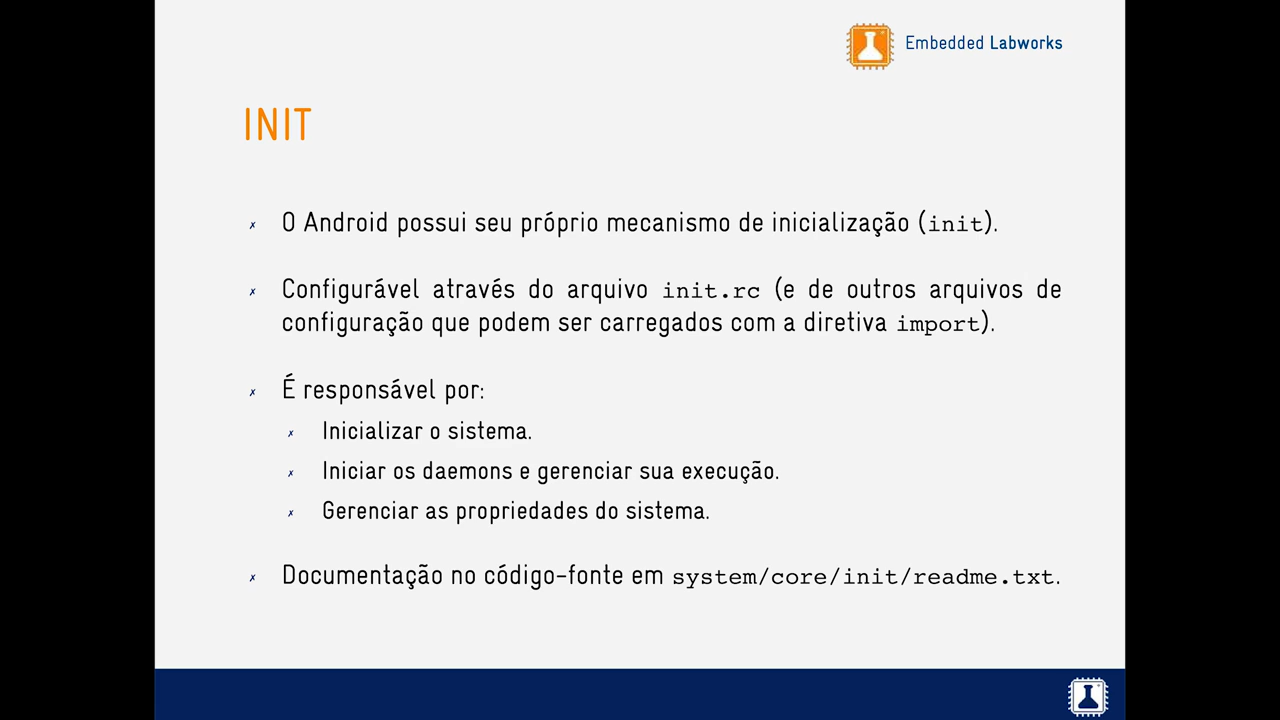 Embedded Labworks
INIT
✗ O Android possui seu próprio mecanismo de inicialização (init).
✗ Configurável através do arquivo init.rc (e de outros arquivos de
configuração que podem ser carregados com a diretiva import).
✗ É responsável por:
✗ Inicializar o sistema.
✗ Iniciar os daemons e gerenciar sua execução.
✗ Gerenciar as propriedades do sistema.
✗ Documentação no código-fonte em system/core/init/readme.txt.